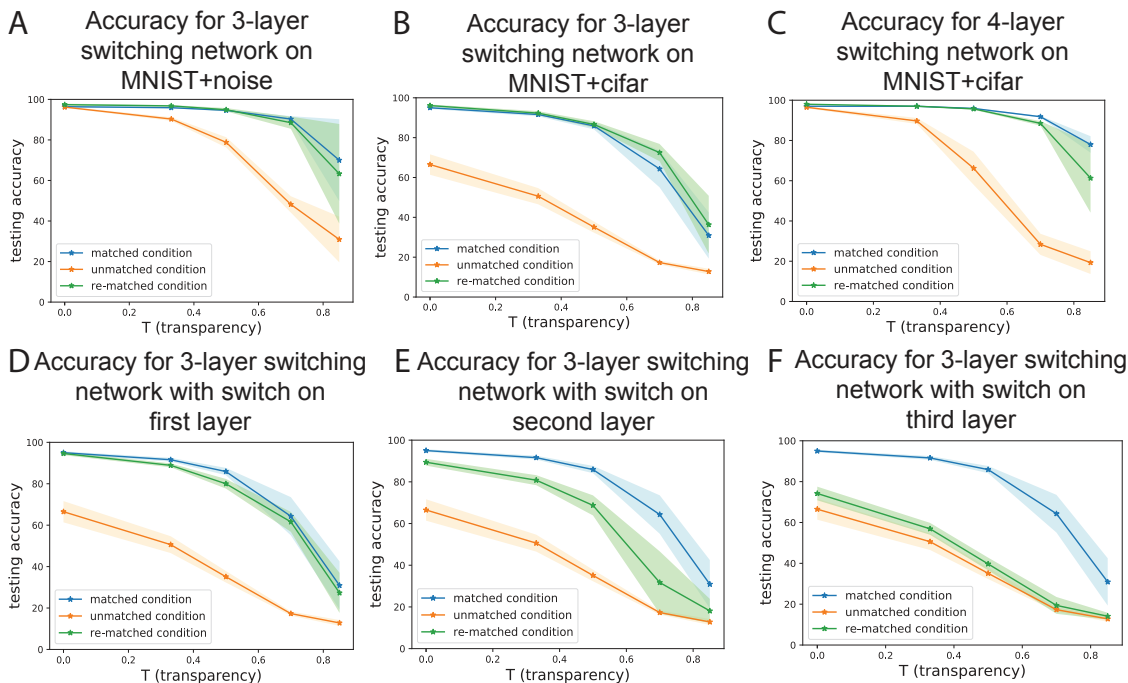 A
Accuracy for 3-layer
switching network on
MNIST+noise
100
80
60
40
20
0
testing accuracy
matched condition
unmatched condition
re-matched condition
0.0 0.2 0.4 0.6 0.8
T (transparency)
B
Accuracy for 3-layer
switching network on
MNIST+cifar
100
80
60
40
20
0
testing accuracy
matched condition
unmatched condition
re-matched condition
0.0 0.2 0.4 0.6 0.8
T (transparency)
C
Accuracy for 4-layer
switching network on
MNIST+cifar
100
80
60
40
20
0
testing accuracy
matched condition
unmatched condition
re-matched condition
0.0 0.2 0.4 0.6 0.8
T (transparency)
D
Accuracy for 3-layer switching
network with switch on
first layer
100
80
60
40
20
0
testing accuracy
matched condition
unmatched condition
re-matched condition
0.0 0.2 0.4 0.6 0.8
T (transparency)
E
Accuracy for 3-layer switching
network with switch on
second layer
100
80
60
40
20
0
testing accuracy
matched condition
unmatched condition
re-matched condition
0.0 0.2 0.4 0.6 0.8
T (transparency)
F
Accuracy for 3-layer switching
network with switch on
third layer
100
80
60
40
20
0
testing accuracy
matched condition
unmatched condition
re-matched condition
0.0 0.2 0.4 0.6 0.8
T (transparency)